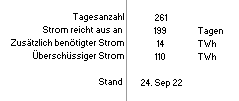 Tagesanzahl 261
Strom reicht aus an 199 Tagen
Zusätzlich benötigter Strom 14 TWh
Überschüssiger Strom 110 TWh
Stand 24. Sep 22